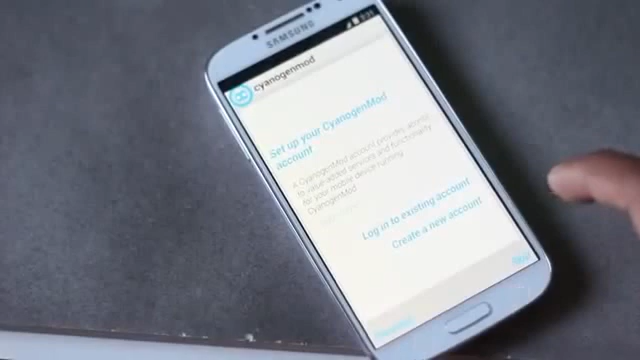 SAMSUNG
cyanogenmod
Set up your CyanogenMod
account
A CyanogenMod account provides access
to value-added services and functionality
for your mobile device running
CyanogenMod
Log in to existing account
Create a new account
Skip